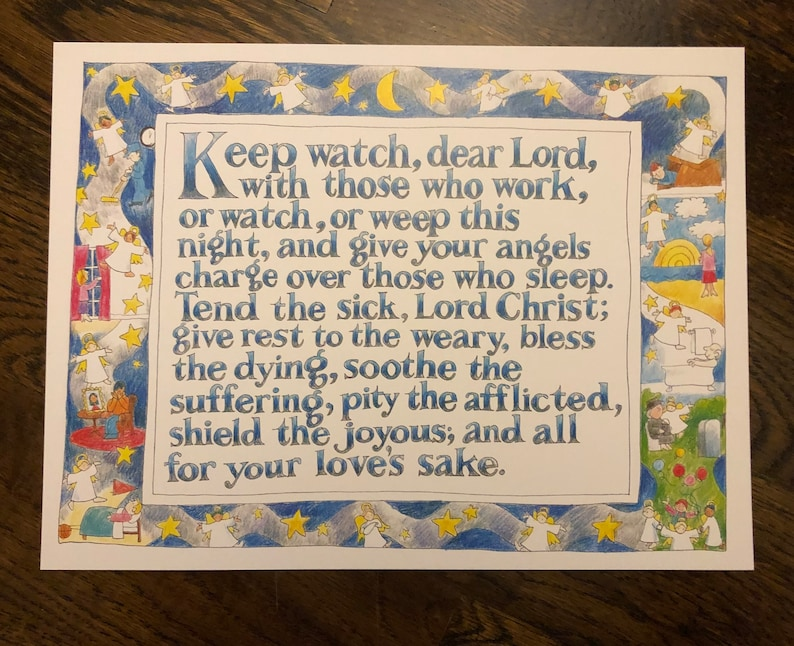 Keep watch, dear Lord,
with those who work,
or watch, or weep this
night, and give your angels
charge over those who sleep.
Tend the sick, Lord Christ;
give rest to the weary, bless
the dying, soothe the
suffering, pity the afflicted,
shield the joyous; and all
for your love's sake.